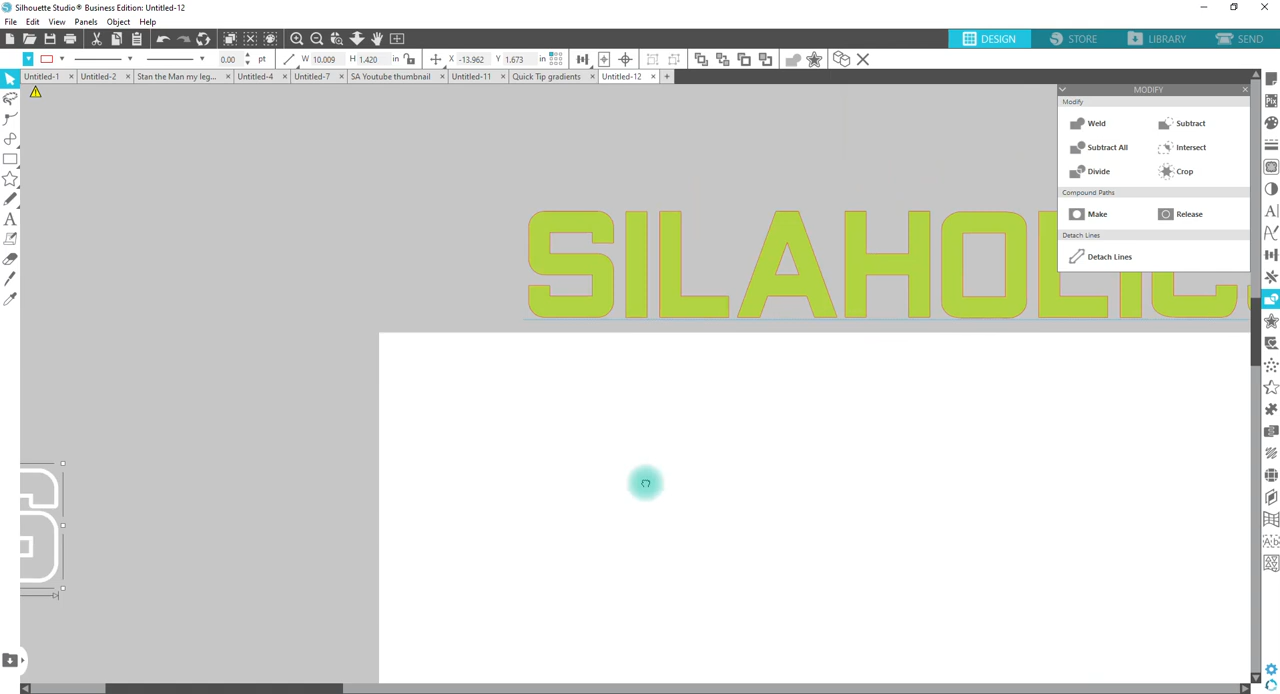 Silhouette Studio® Business Edition: Untitled-12
File Edit View Panels Object Help
DESIGN STORE LIBRARY SEND
0.00 pt W 10.009 H 1.420 in X -13.962 Y 1.673 in
Untitled-1 × Untitled-2 × Stan the Man my leg... × Untitled-4 × Untitled-7 × SA Youtube thumbnail × Untitled-11 × Quick Tip gradients × Untitled-12 × +
MODIFY
Modify
Weld Subtract
Subtract All Intersect
Divide Crop
Compound Paths
Make Release
Detach Lines
Detach Lines
SILAHOLIC
S